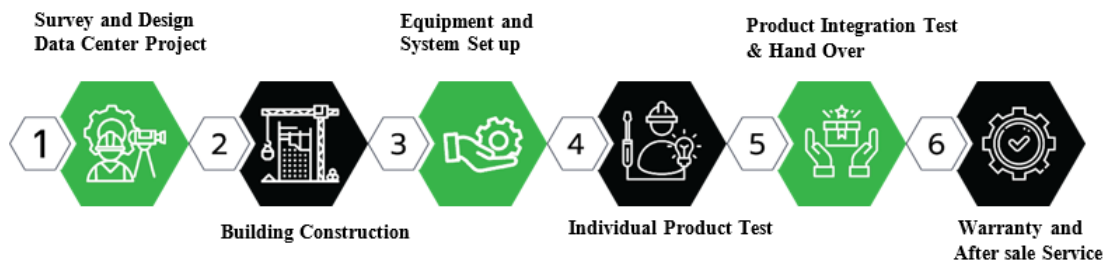 Survey and Design
Data Center Project
Equipment and
System Set up
Product Integration Test
& Hand Over
1
2
3
4
5
6
Building Construction
Individual Product Test
Warranty and
After sale Service